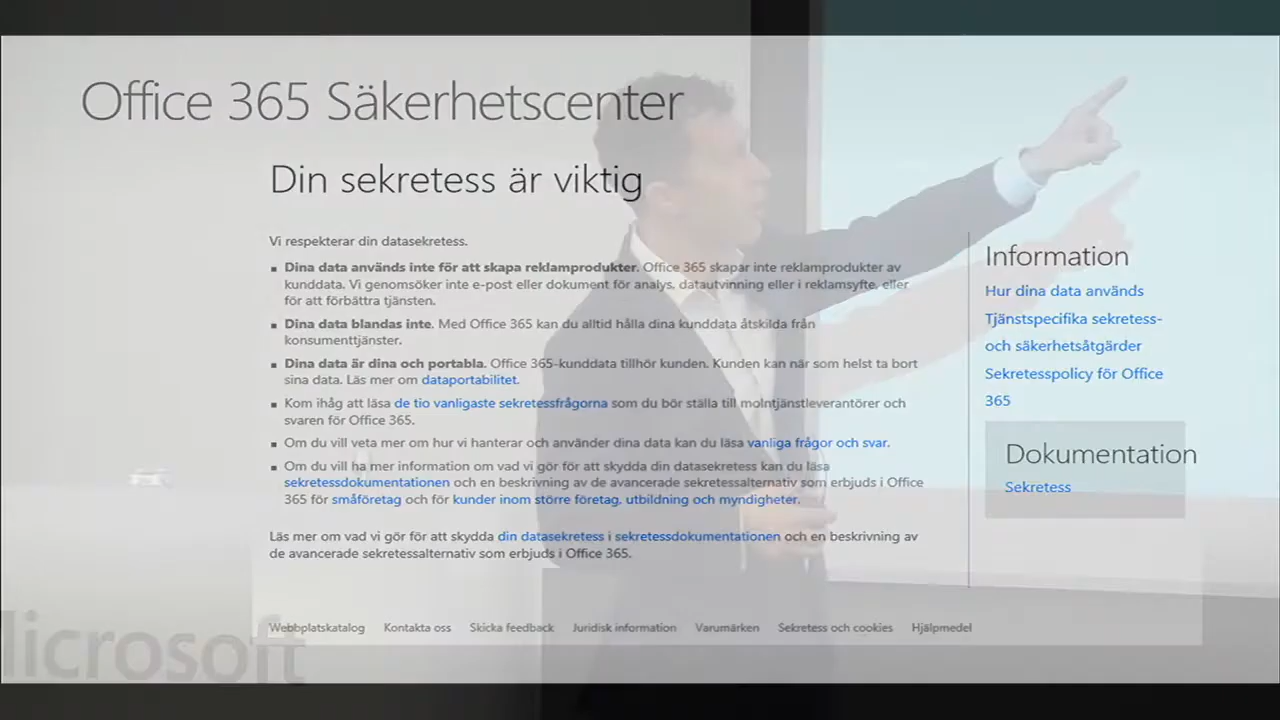 Office 365 Säkerhetscenter
Din sekretess är viktig
Vi respekterar din datasekretess.
Dina data används inte för att skapa reklamprodukter. Office 365 skapar inte reklamprodukter av
kunddata. Vi genomsöker inte e-post eller dokument för analys, datautvinning eller i reklamsyfte, eller
för att förbättra tjänsten.
Dina data blandas inte. Med Office 365 kan du alltid hålla dina kunddata åtskilda från
konsumenttjänster.
Dina data är dina och portabla. Office 365-kunddata tillhör kunden. Kunden kan när som helst ta bort
sina data. Läs mer om dataportabilitet.
Kom ihåg att läsa de tio vanligaste sekretessfrågorna som du bör ställa till molntjänstleverantörer och
svaren för Office 365.
Om du vill veta mer om hur vi hanterar och använder dina data kan du läsa vanliga frågor och svar.
Om du vill ha mer information om vad vi gör för att skydda din datasekretess kan du läsa
sekretessdokumentationen och en beskrivning av de avancerade sekretessalternativ som erbjuds i Office
365 för småföretag och för kunder inom större företag, utbildning och myndigheter.
Läs mer om vad vi gör för att skydda din datasekretess i sekretessdokumentationen och en beskrivning av
de avancerade sekretessalternativ som erbjuds i Office 365.
Information
Hur dina data används
Tjänstspecifika sekretess-
och säkerhetsåtgärder
Sekretesspolicy för Office
365
Dokumentation
Sekretess
Webbplatskatalog Kontakta oss Skicka feedback Juridisk information Varumärken Sekretess och cookies Hjälpmedel
Microsoft